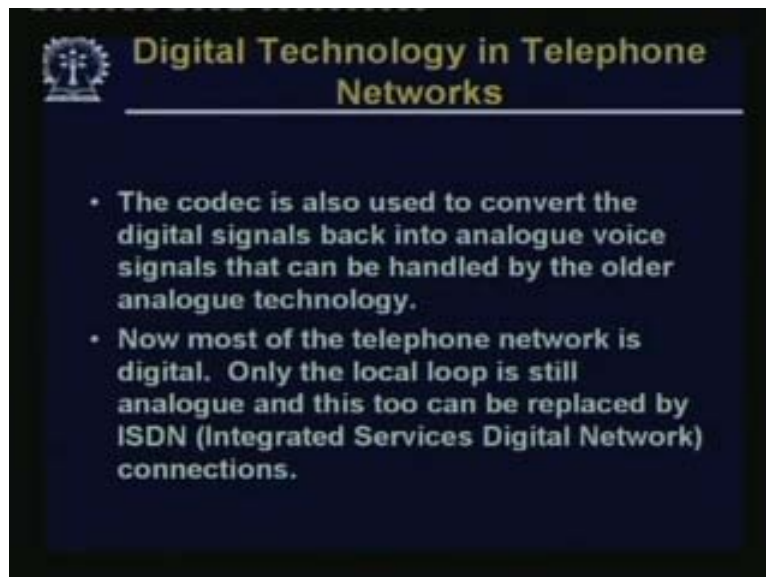 Digital Technology in Telephone
Networks
• The codec is also used to convert the
digital signals back into analogue voice
signals that can be handled by the older
analogue technology.
• Now most of the telephone network is
digital. Only the local loop is still
analogue and this too can be replaced by
ISDN (Integrated Services Digital Network)
connections.